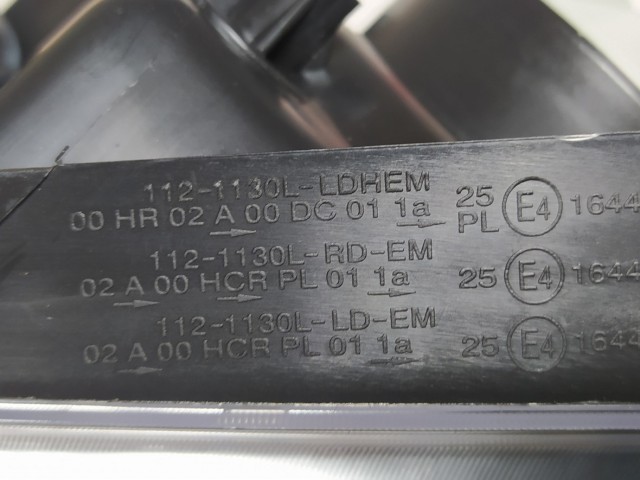 112-1130L-LDHEM
00 HR 02 A 00 DC 01 1a 25 PL E4 1644
112-1130L-RD-EM
02 A 00 HCR PL 01 1a 25 E4 1644
112-1130L-LD-EM
02 A 00 HCR PL 01 1a 25 E4 1644